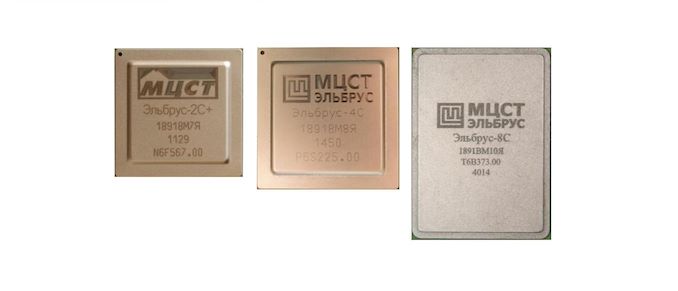 МЦСТ
Эльбрус-2С+
1891ВМ7Я
1129
N6F567.00
МЦСТ
ЭЛЬБРУС
Эльбрус-4С
1891ВМ8Я
1450
P6S225.00
МЦСТ
ЭЛЬБРУС
Эльбрус-8С
1891ВМ10Я
T6B373.00
4014